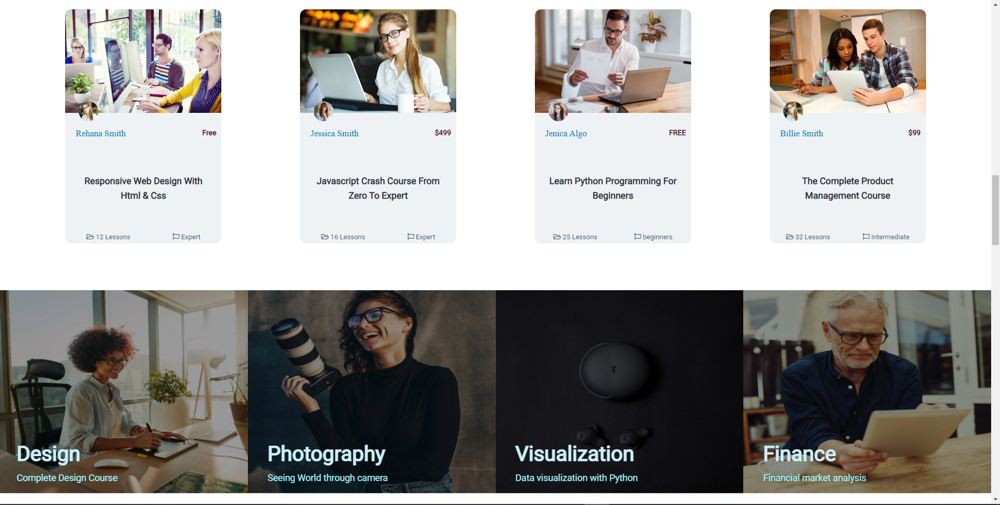 Rehana Smith Free
Responsive Web Design With
Html & Css
12 Lessons Expert
Jessica Smith $499
Javascript Crash Course From
Zero To Expert
16 Lessons Expert
Jenica Algo FREE
Learn Python Programming For
Beginners
25 Lessons beginners
Billie Smith $99
The Complete Product
Management Course
32 Lessons Intermediate
Design
Complete Design Course
Photography
Seeing World through camera
Visualization
Data visualization with Python
Finance
Financial market analysis